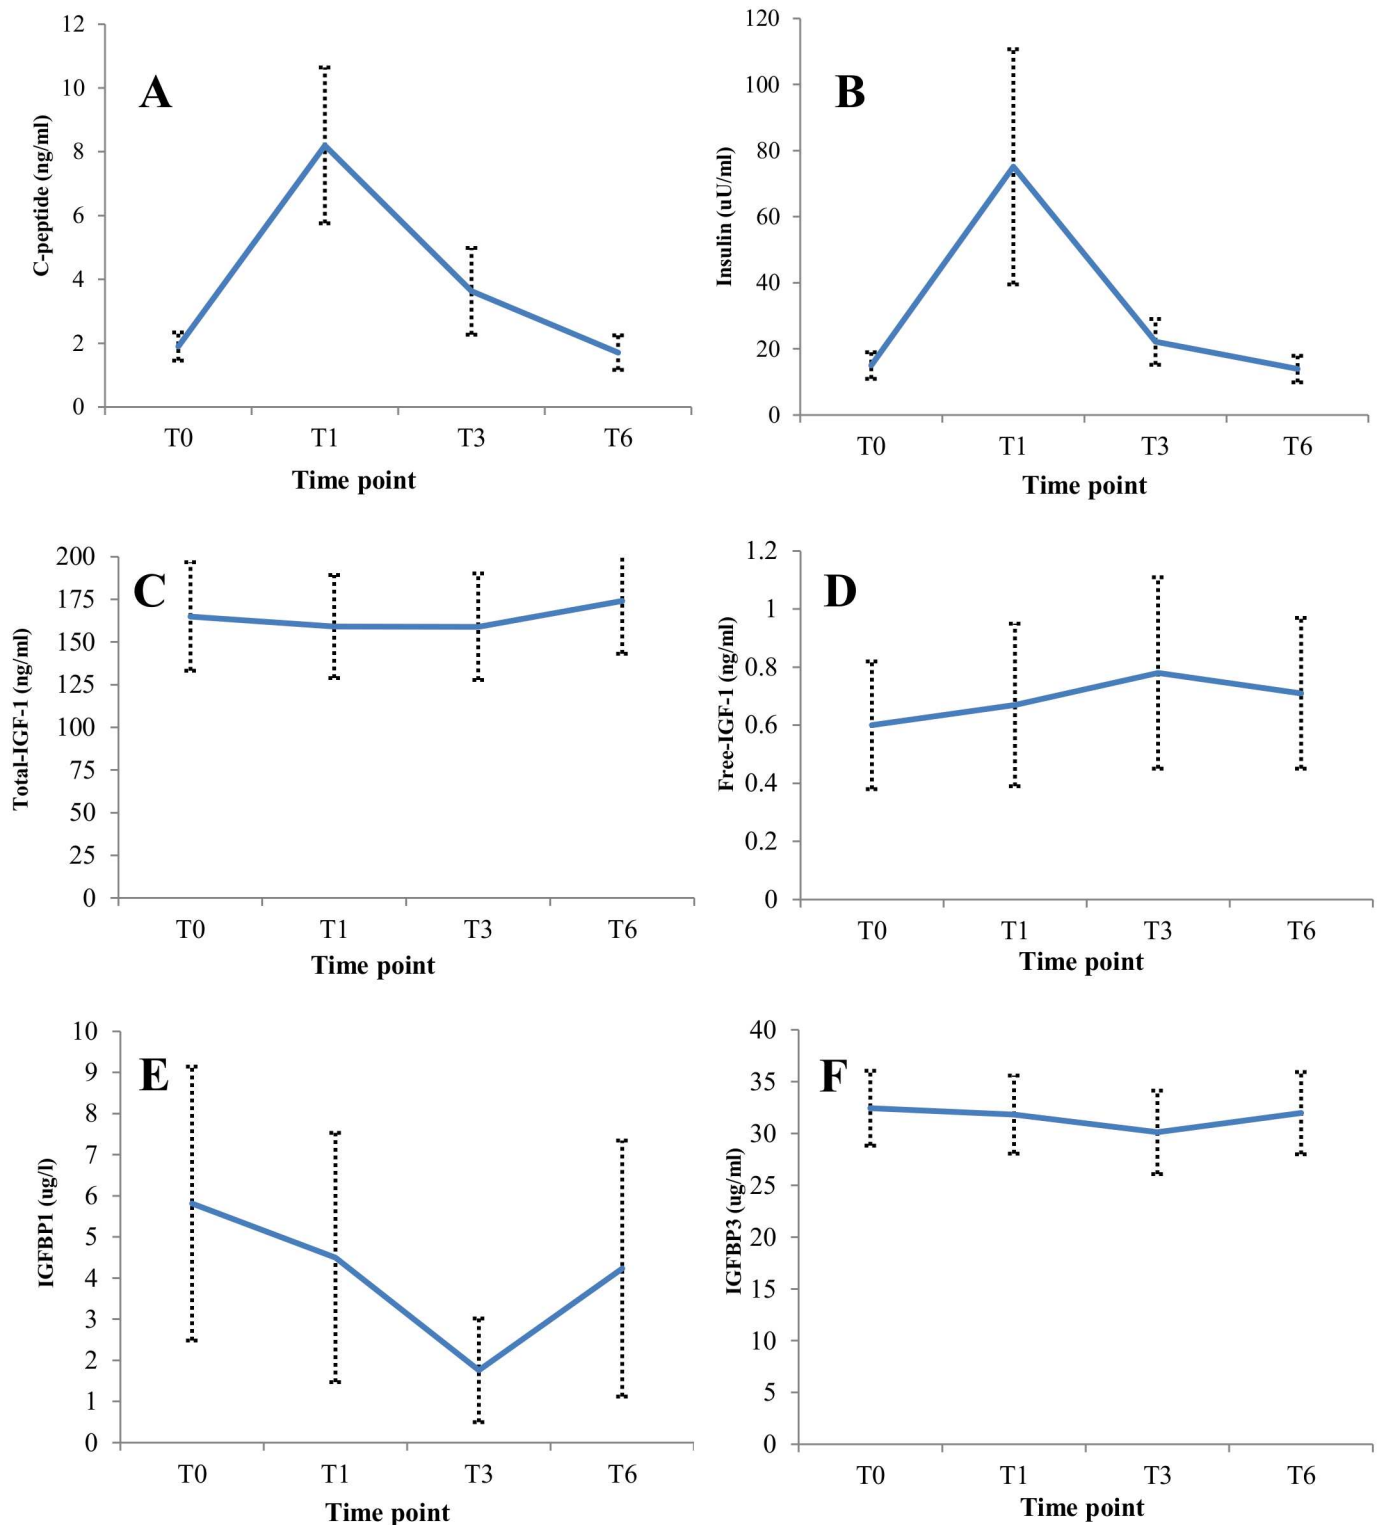 A
C-peptide (ng/ml)
12
10
8
6
4
2
0
T0 T1 T3 T6
Time point
B
Insulin (uU/ml)
120
100
80
60
40
20
0
T0 T1 T3 T6
Time point
C
Total-IGF-1 (ng/ml)
200
175
150
125
100
75
50
25
0
T0 T1 T3 T6
Time point
D
Free-IGF-1 (ng/ml)
1.2
1
0.8
0.6
0.4
0.2
0
T0 T1 T3 T6
Time point
E
IGFBP1 (ug/l)
10
9
8
7
6
5
4
3
2
1
0
T0 T1 T3 T6
Time point
F
IGFBP3 (ug/ml)
40
35
30
25
20
15
10
5
0
T0 T1 T3 T6
Time point